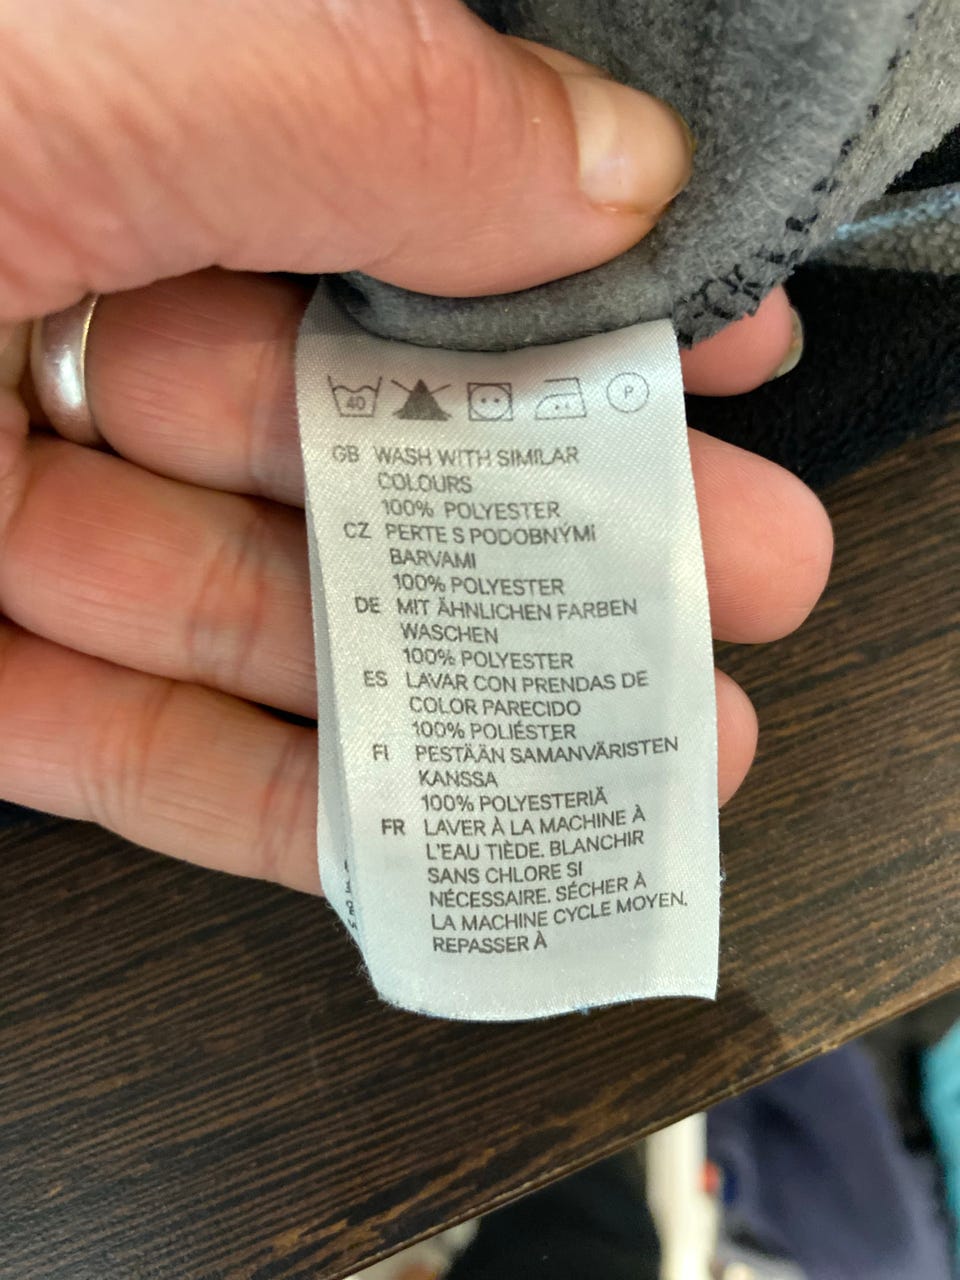 40 P
GB WASH WITH SIMILAR
COLOURS
100% POLYESTER
CZ PERTE S PODOBNÝMI
BARVAMI
100% POLYESTER
DE MIT ÄHNLICHEN FARBEN
WASCHEN
100% POLYESTER
ES LAVAR CON PRENDAS DE
COLOR PARECIDO
100% POLIÉSTER
FI PESTÄÄN SAMANVÄRISTEN
KANSSA
100% POLYESTERIÄ
FR LAVER À LA MACHINE À
L'EAU TIÈDE. BLANCHIR
SANS CHLORE SI
NÉCESSAIRE. SÉCHER À
LA MACHINE CYCLE MOYEN.
REPASSER À